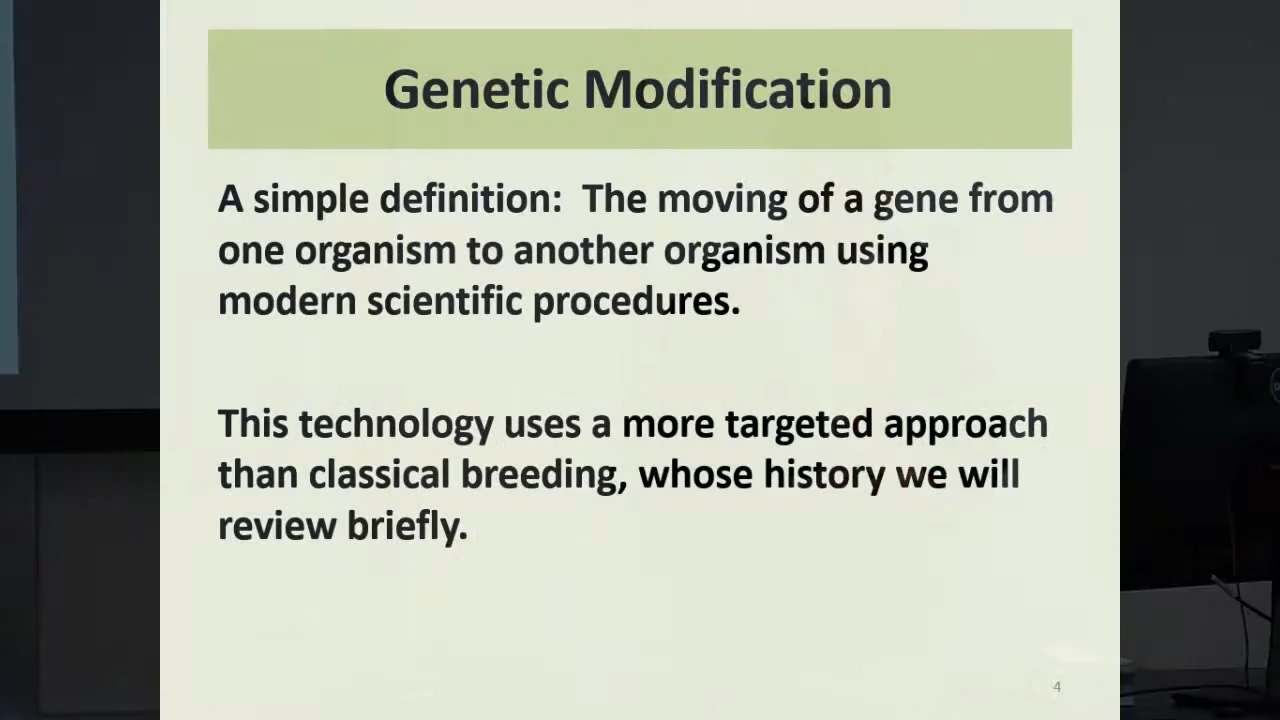 Genetic Modification
A simple definition: The moving of a gene from
one organism to another organism using
modern scientific procedures.
This technology uses a more targeted approach
than classical breeding, whose history we will
review briefly.
4